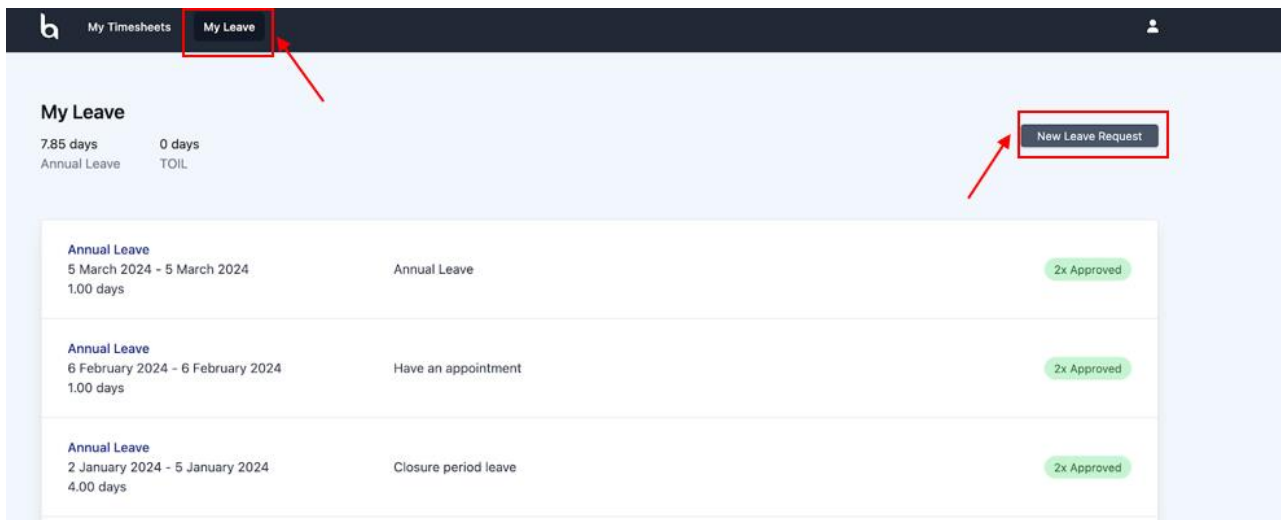 My Timesheets My Leave
My Leave
New Leave Request
7.85 days 0 days
Annual Leave TOIL
Annual Leave
5 March 2024 - 5 March 2024 Annual Leave 2x Approved
1.00 days
Annual Leave
6 February 2024 - 6 February 2024 Have an appointment 2x Approved
1.00 days
Annual Leave
2 January 2024 - 5 January 2024 Closure period leave 2x Approved
4.00 days